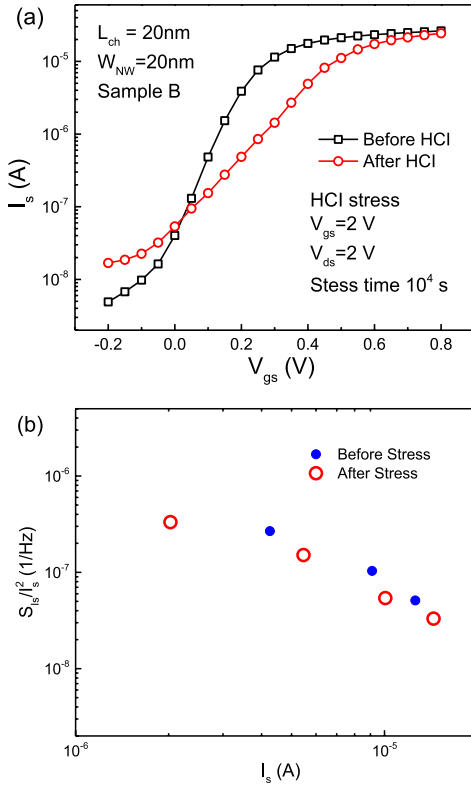 (a)
L_ch = 20nm
W_NW=20nm
Sample B
Before HCI
After HCI
HCI stress
V_gs=2 V
V_ds=2 V
Stess time 10^4 s
I_s (A)
10^-5
10^-6
10^-7
10^-8
-0.2 0.0 0.2 0.4 0.6 0.8
V_gs (V)
(b)
Before Stress
After Stress
S_Is/I_s^2 (1/Hz)
10^-6
10^-7
10^-8
10^-6 10^-5
I_s (A)